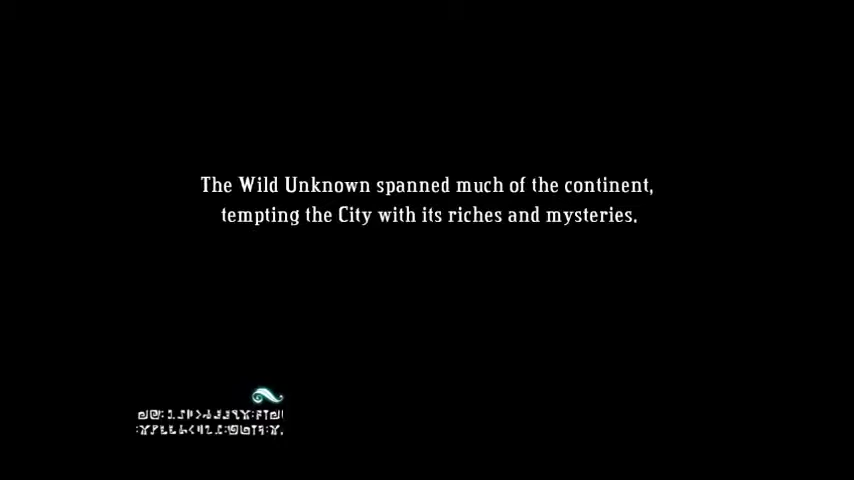 The Wild Unknown spanned much of the continent,
tempting the City with its riches and mysteries.